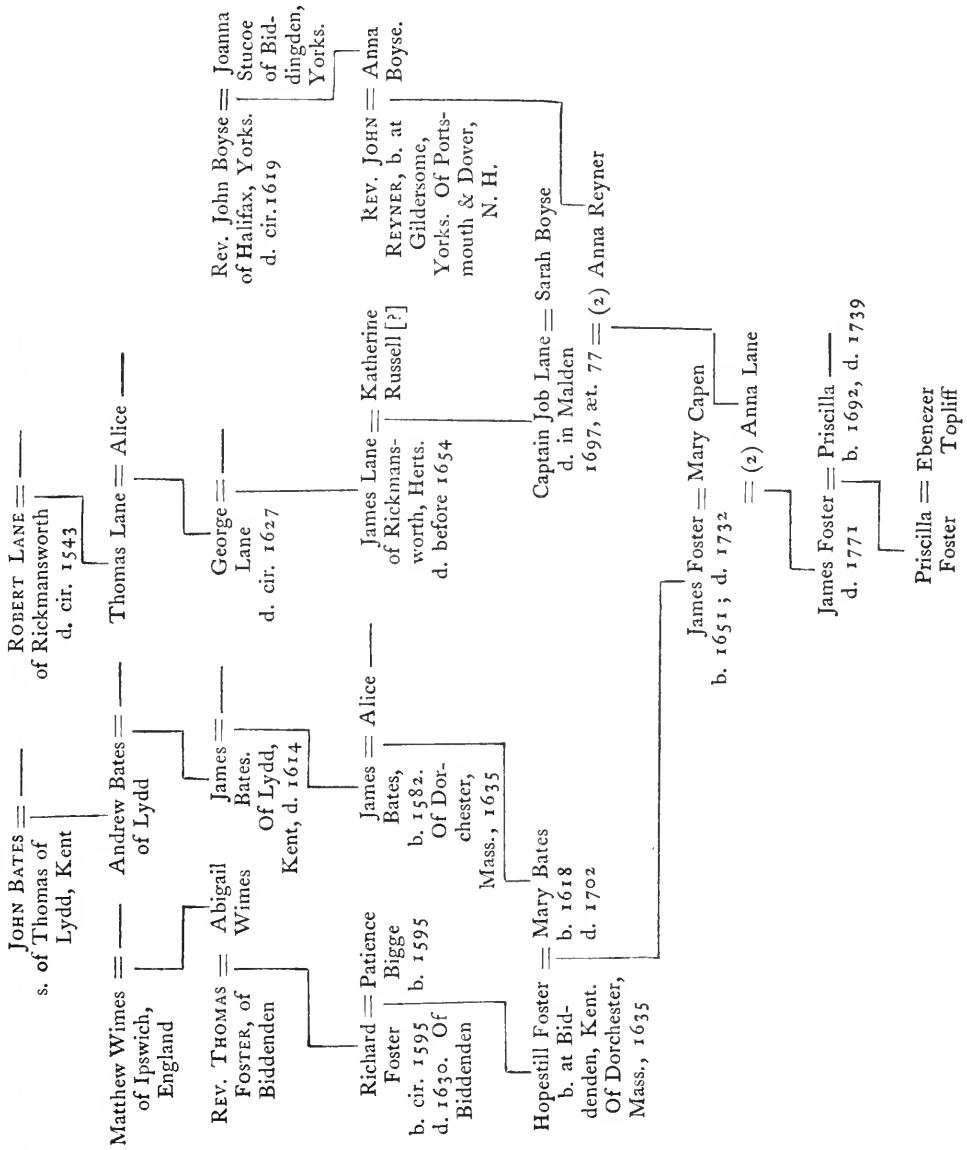 JOHN BATES = ——
s. of Thomas of
Lydd, Kent
ROBERT LANE = ——
of Rickmansworth
d. cir. 1543
Matthew Wimes = ——
of Ipswich,
England
Andrew Bates = ——
of Lydd
Thomas Lane = Alice ——
Rev. John Boyse = Joanna
of Halifax, Yorks.
d. cir. 1619
Stucoe
of Bid-
dingden,
Yorks.
REV. THOMAS = Abigail
FOSTER, of
Biddenden
Wimes
James = ——
Bates.
Of Lydd,
Kent, d. 1614
George = ——
Lane
d. cir. 1627
Richard = Patience
Foster
b. cir. 1595
d. 1630. Of
Biddenden
Bigge
b. 1595
James = Alice ——
Bates,
b. 1582.
Of Dor-
chester,
Mass., 1635
James Lane = Katherine
of Rickmans-
worth, Herts.
d. before 1654
Russell [?]
REV. JOHN = Anna
REYNER, b. at
Gildersome,
Yorks. Of Ports-
mouth & Dover,
N. H.
Boyse.
Hopestill Foster = Mary Bates
b. at Bid-
denden, Kent.
Of Dorchester,
Mass., 1635
b. 1618
d. 1702
Captain Job Lane = Sarah Boyse
d. in Malden
1697, æt. 77 = (2) Anna Reyner
James Foster = Mary Capen
b. 1651; d. 1732
= (2) Anna Lane
James Foster = Priscilla ——
d. 1771
b. 1692, d. 1739
Priscilla = Ebenezer
Foster
Topliff